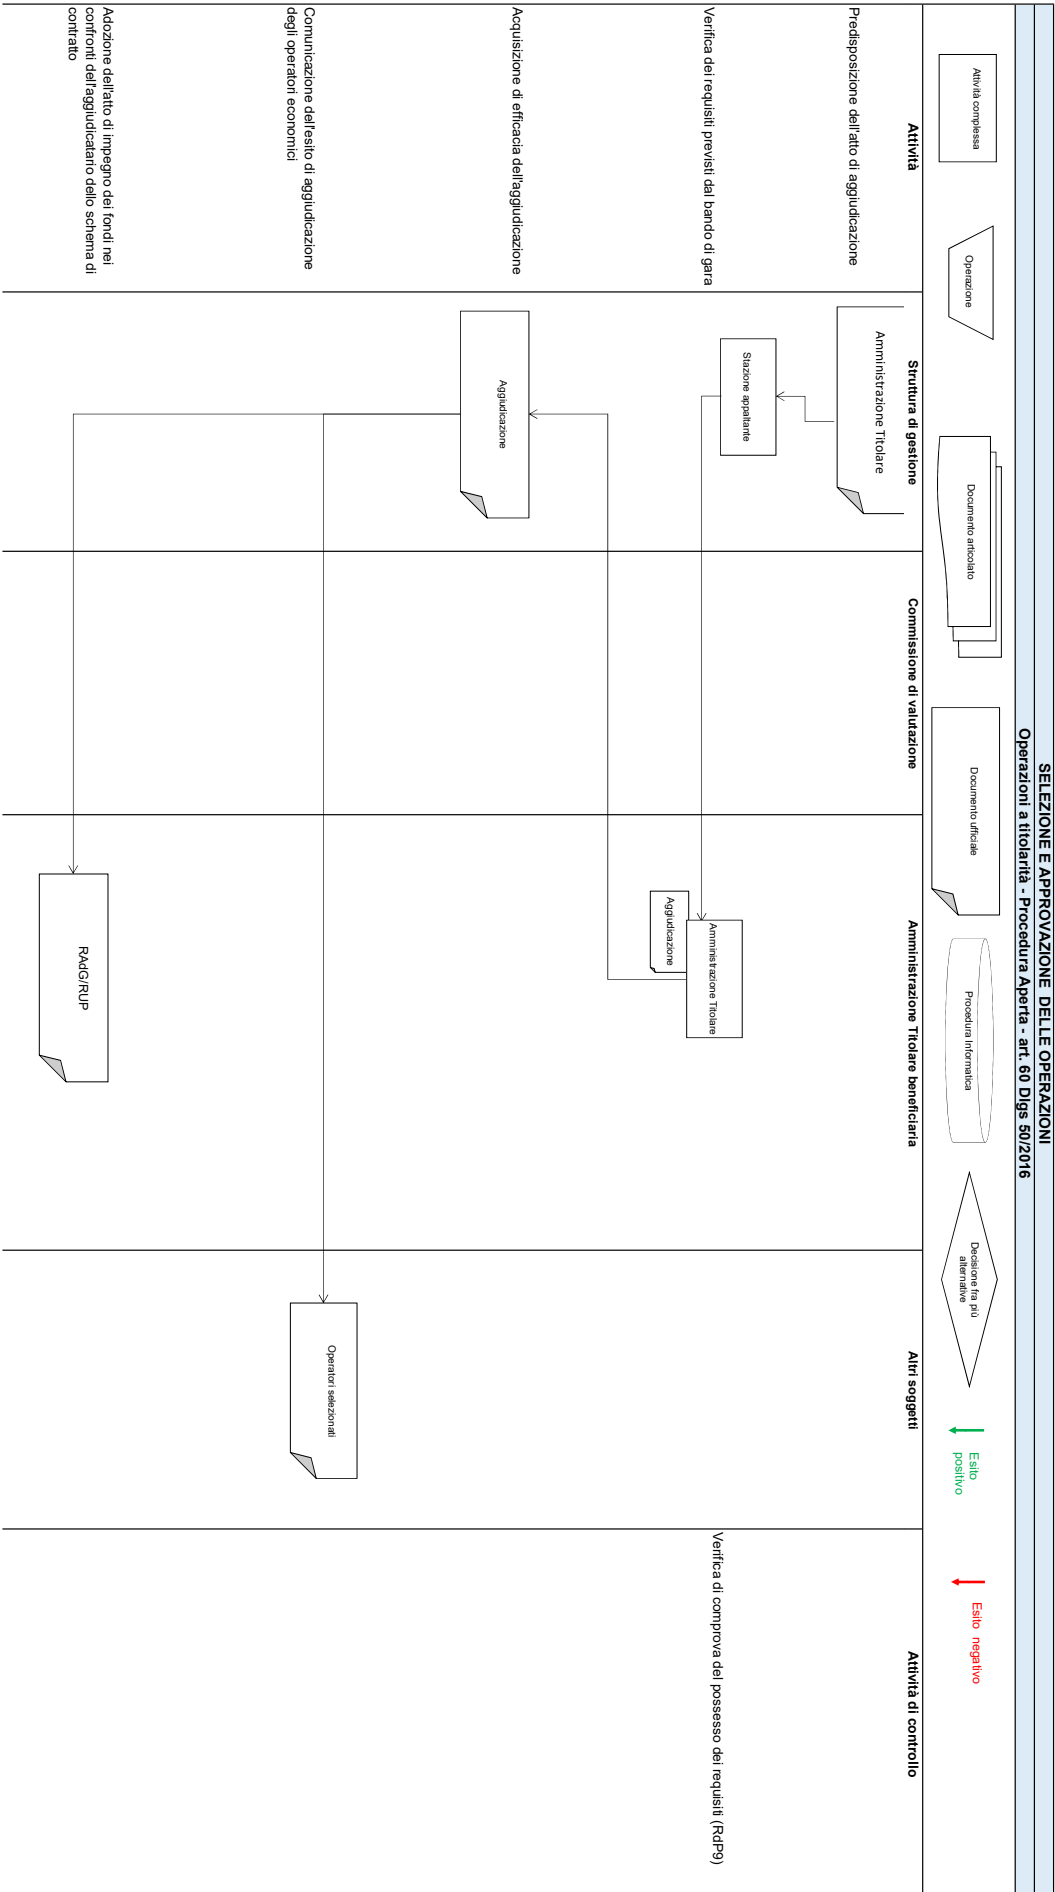 SELEZIONE E APPROVAZIONE DELLE OPERAZIONI
Operazioni a titolarità - Procedura Aperta - art. 60 Dlgs 50/2016
Attività complessa
Operazione
Documento articolato
Documento ufficiale
Procedura Informatica
Decisione fra più
alternative
Esito
positivo
Esito negativo
Attività
Struttura di gestione
Commissione di valutazione
Amministrazione Titolare beneficiaria
Altri soggetti
Attività di controllo
Predisposizione dell'atto di aggiudicazione
Amministrazione Titolare
Verifica dei requisiti previsti dal bando di gara
Stazione appaltante
Amministrazione Titolare
Aggiudicazione
Verifica di comprova del possesso dei requisiti (RdP9)
Acquisizione di efficacia dell'aggiudicazione
Aggiudicazione
Comunicazione dell'esito di aggiudicazione
degli operatori economici
Operatori selezionati
Adozione dell'atto di impegno dei fondi nei
confronti dell'aggiudicatario dello schema di
contratto
RAdG/RUP